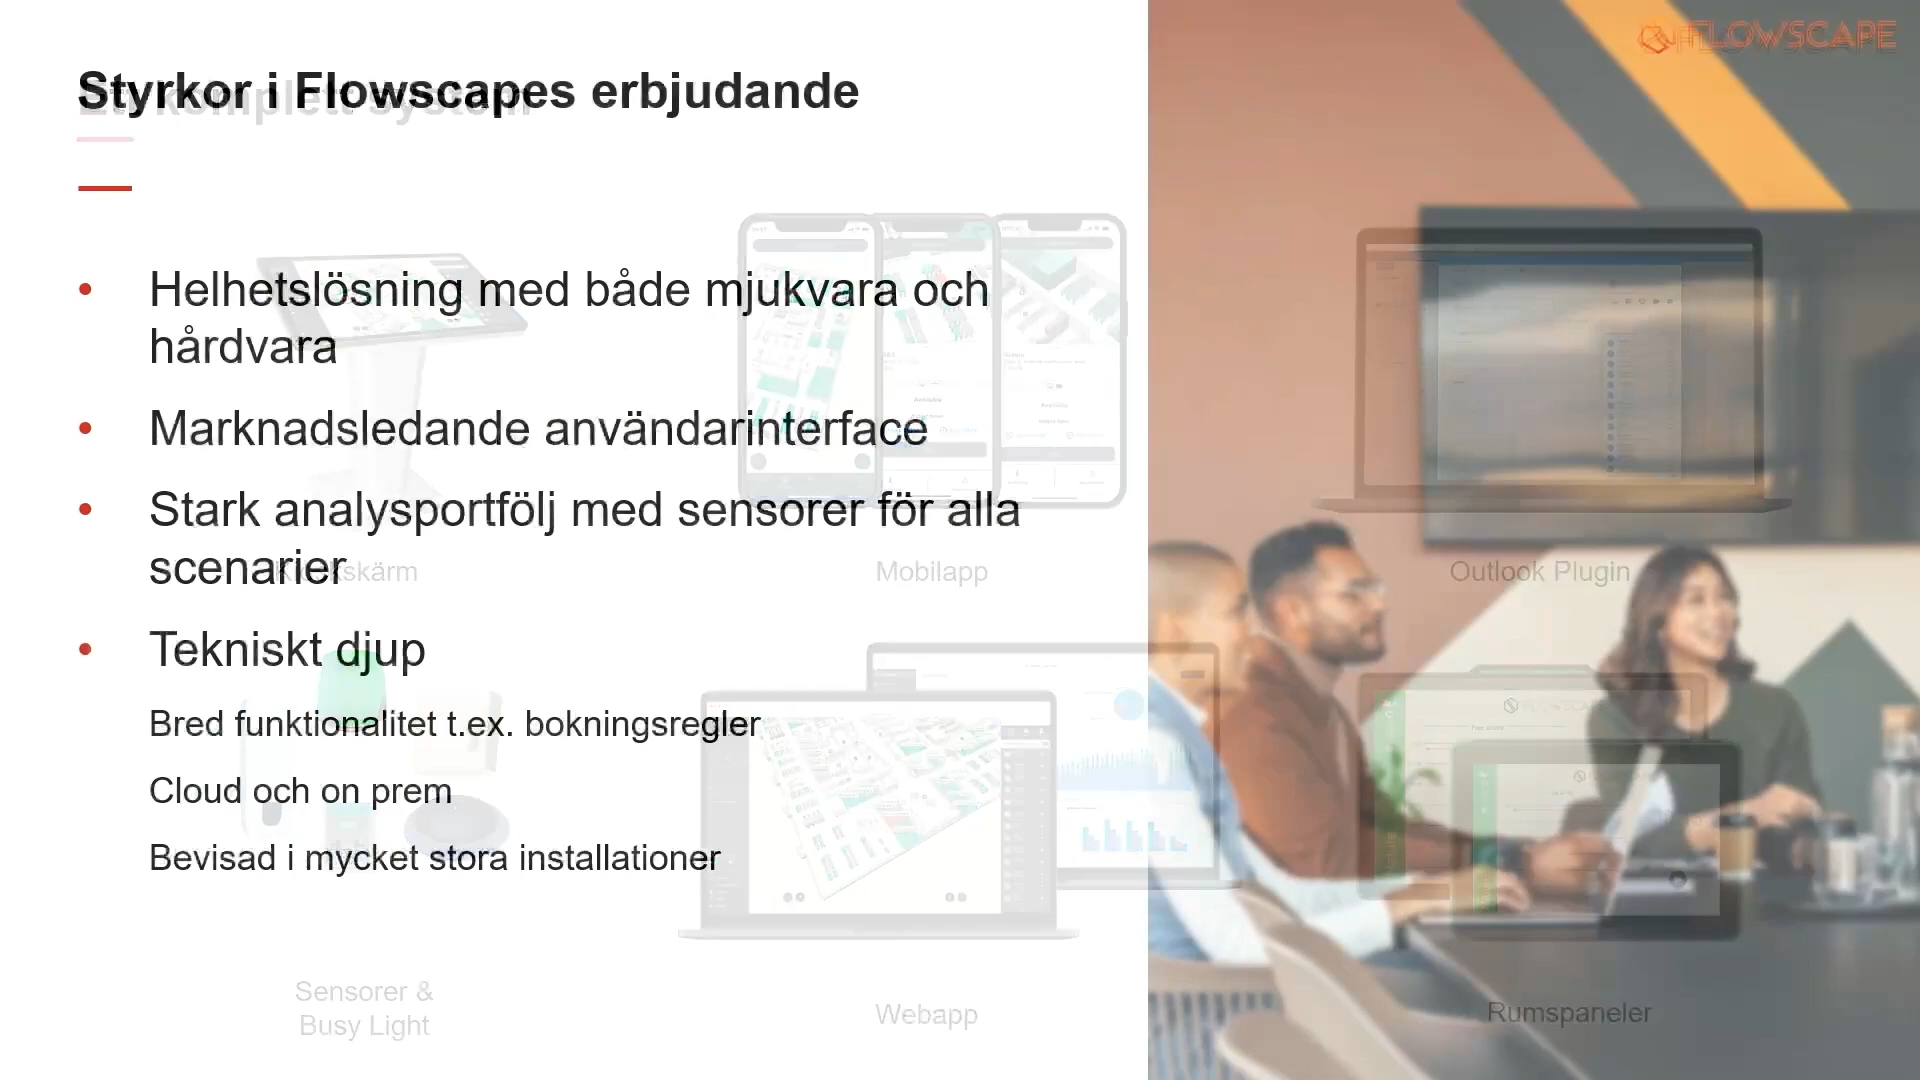 FLOWSCAPE
Styrkor i Flowscapes erbjudande
Ett komplett system
Helhetslösning med både mjukvara och
hårdvara
Marknadsledande användarinterface
Stark analysportfölj med sensorer för alla
scenarier
Kioskskärm
Mobilapp
Outlook Plugin
Tekniskt djup
Bred funktionalitet t.ex. bokningsregler
Cloud och on prem
Bevisad i mycket stora installationer
Sensorer &
Busy Light
Webapp
Rumspaneler